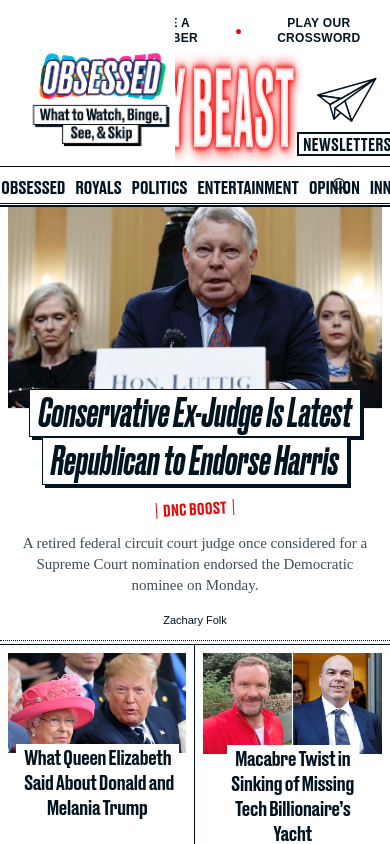 E A
BER
PLAY OUR
CROSSWORD
OBSESSED
What to Watch, Binge,
See, & Skip
Y BEAST
NEWSLETTERS
OBSESSED ROYALS POLITICS ENTERTAINMENT OPINION INN
HON. LUTTIG
Conservative Ex-Judge Is Latest
Republican to Endorse Harris
DNC BOOST
A retired federal circuit court judge once considered for a
Supreme Court nomination endorsed the Democratic
nominee on Monday.
Zachary Folk
What Queen Elizabeth
Said About Donald and
Melania Trump
Macabre Twist in
Sinking of Missing
Tech Billionaire’s
Yacht